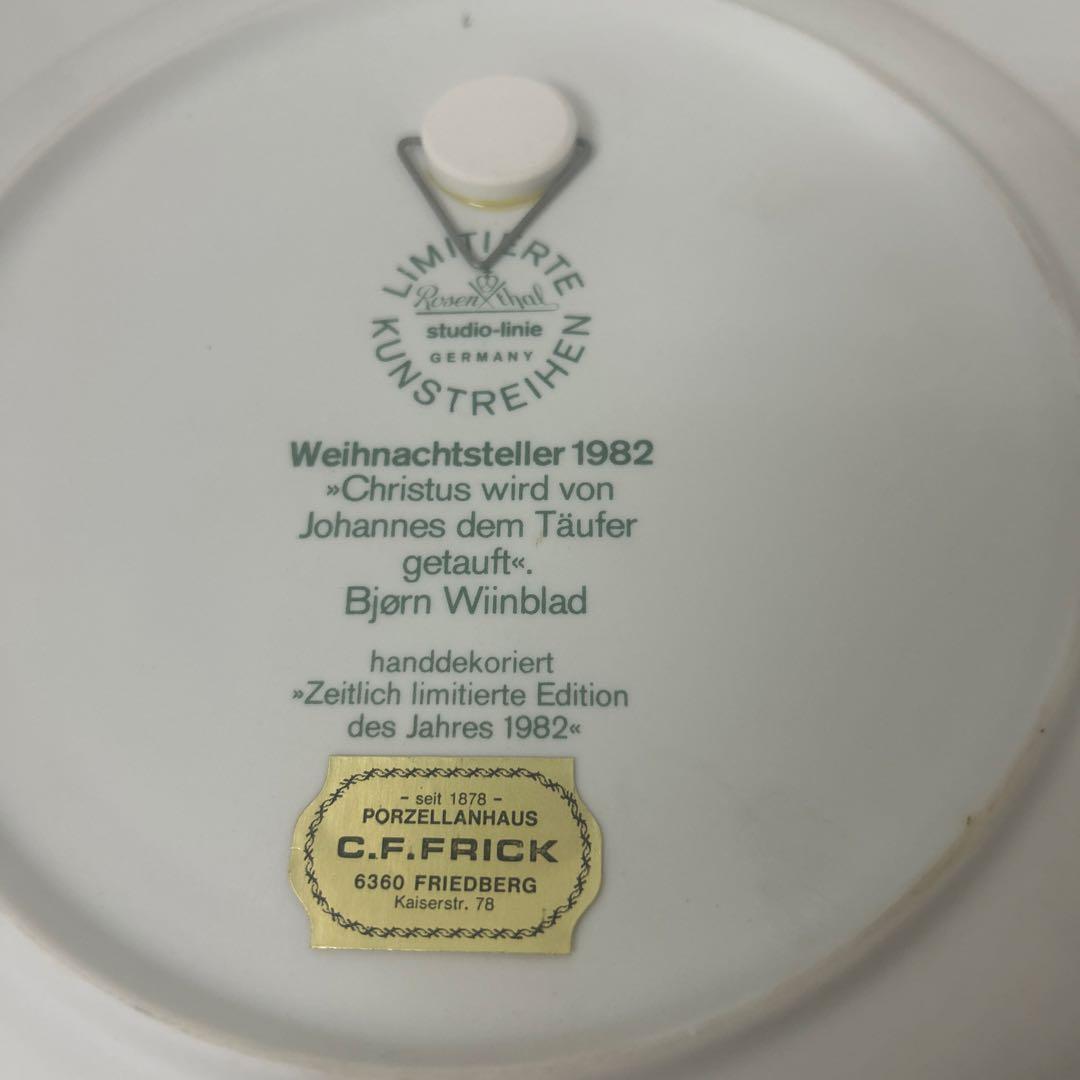 LIMITIERTE
Rosenthal
studio-linie
GERMANY
KUNSTREIHEN
Weihnachtsteller 1982
»Christus wird von
Johannes dem Täufer
getauft«.
Bjørn Wiinblad
handdekoriert
»Zeitlich limitierte Edition
des Jahres 1982«
- seit 1878 -
PORZELLANHAUS
C.F.FRICK
6360 FRIEDBERG
Kaiserstr. 78